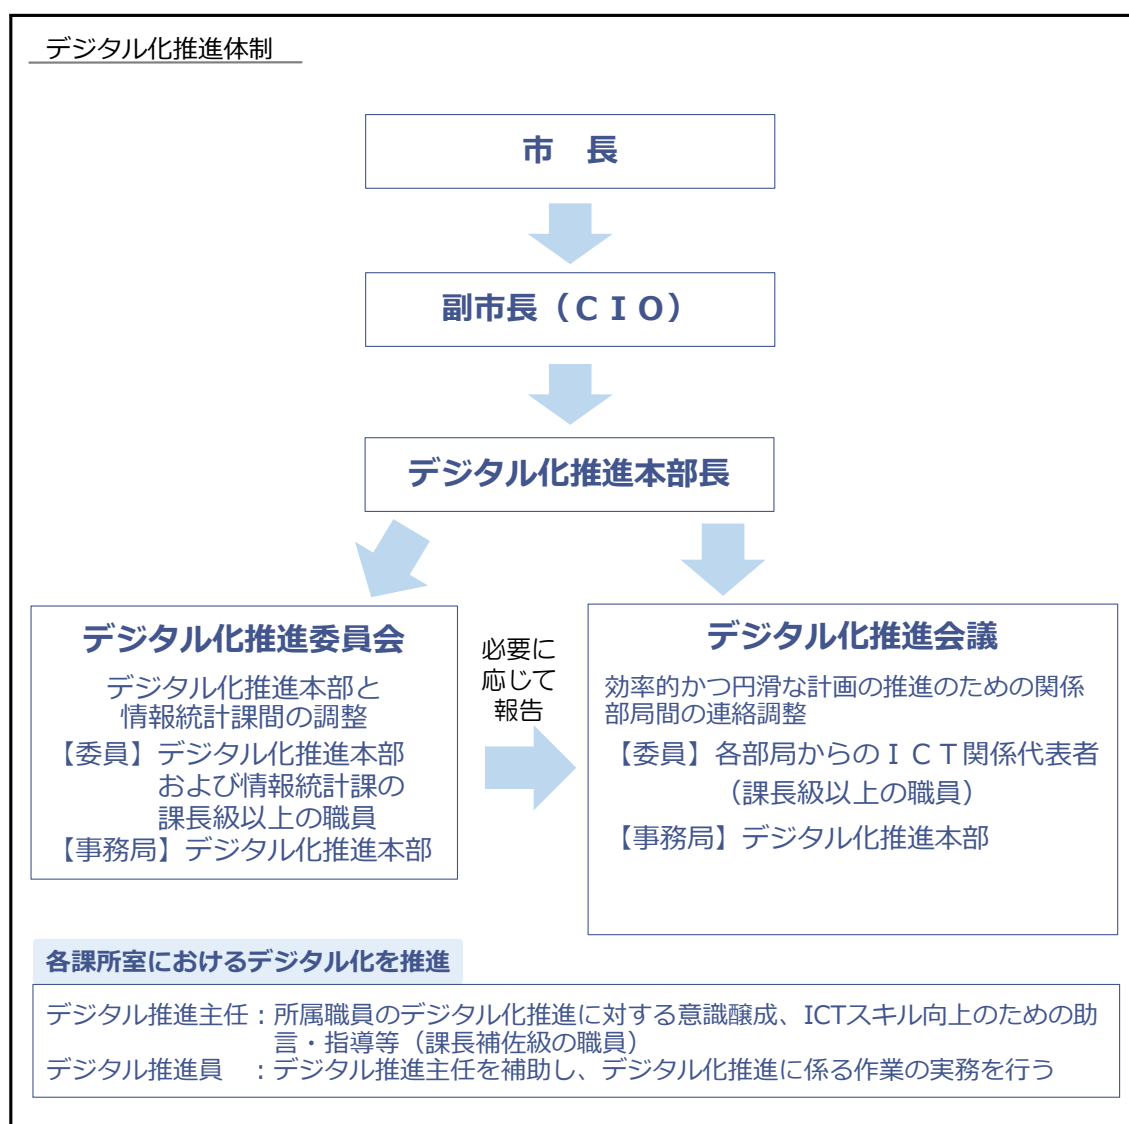 デジタル化推進体制
市　長
副市長（ＣＩＯ）
デジタル化推進本部長
デジタル化推進委員会
デジタル化推進本部と
情報統計課間の調整
【委員】デジタル化推進本部
および情報統計課の
課長級以上の職員
【事務局】デジタル化推進本部
必要に
応じて
報告
デジタル化推進会議
効率的かつ円滑な計画の推進のための関係
部局間の連絡調整
【委員】各部局からのＩＣＴ関係代表者
（課長級以上の職員）
【事務局】デジタル化推進本部
各課所室におけるデジタル化を推進
デジタル推進主任：所属職員のデジタル化推進に対する意識醸成、ICTスキル向上のための助
言・指導等（課長補佐級の職員）
デジタル推進員　：デジタル推進主任を補助し、デジタル化推進に係る作業の実務を行う